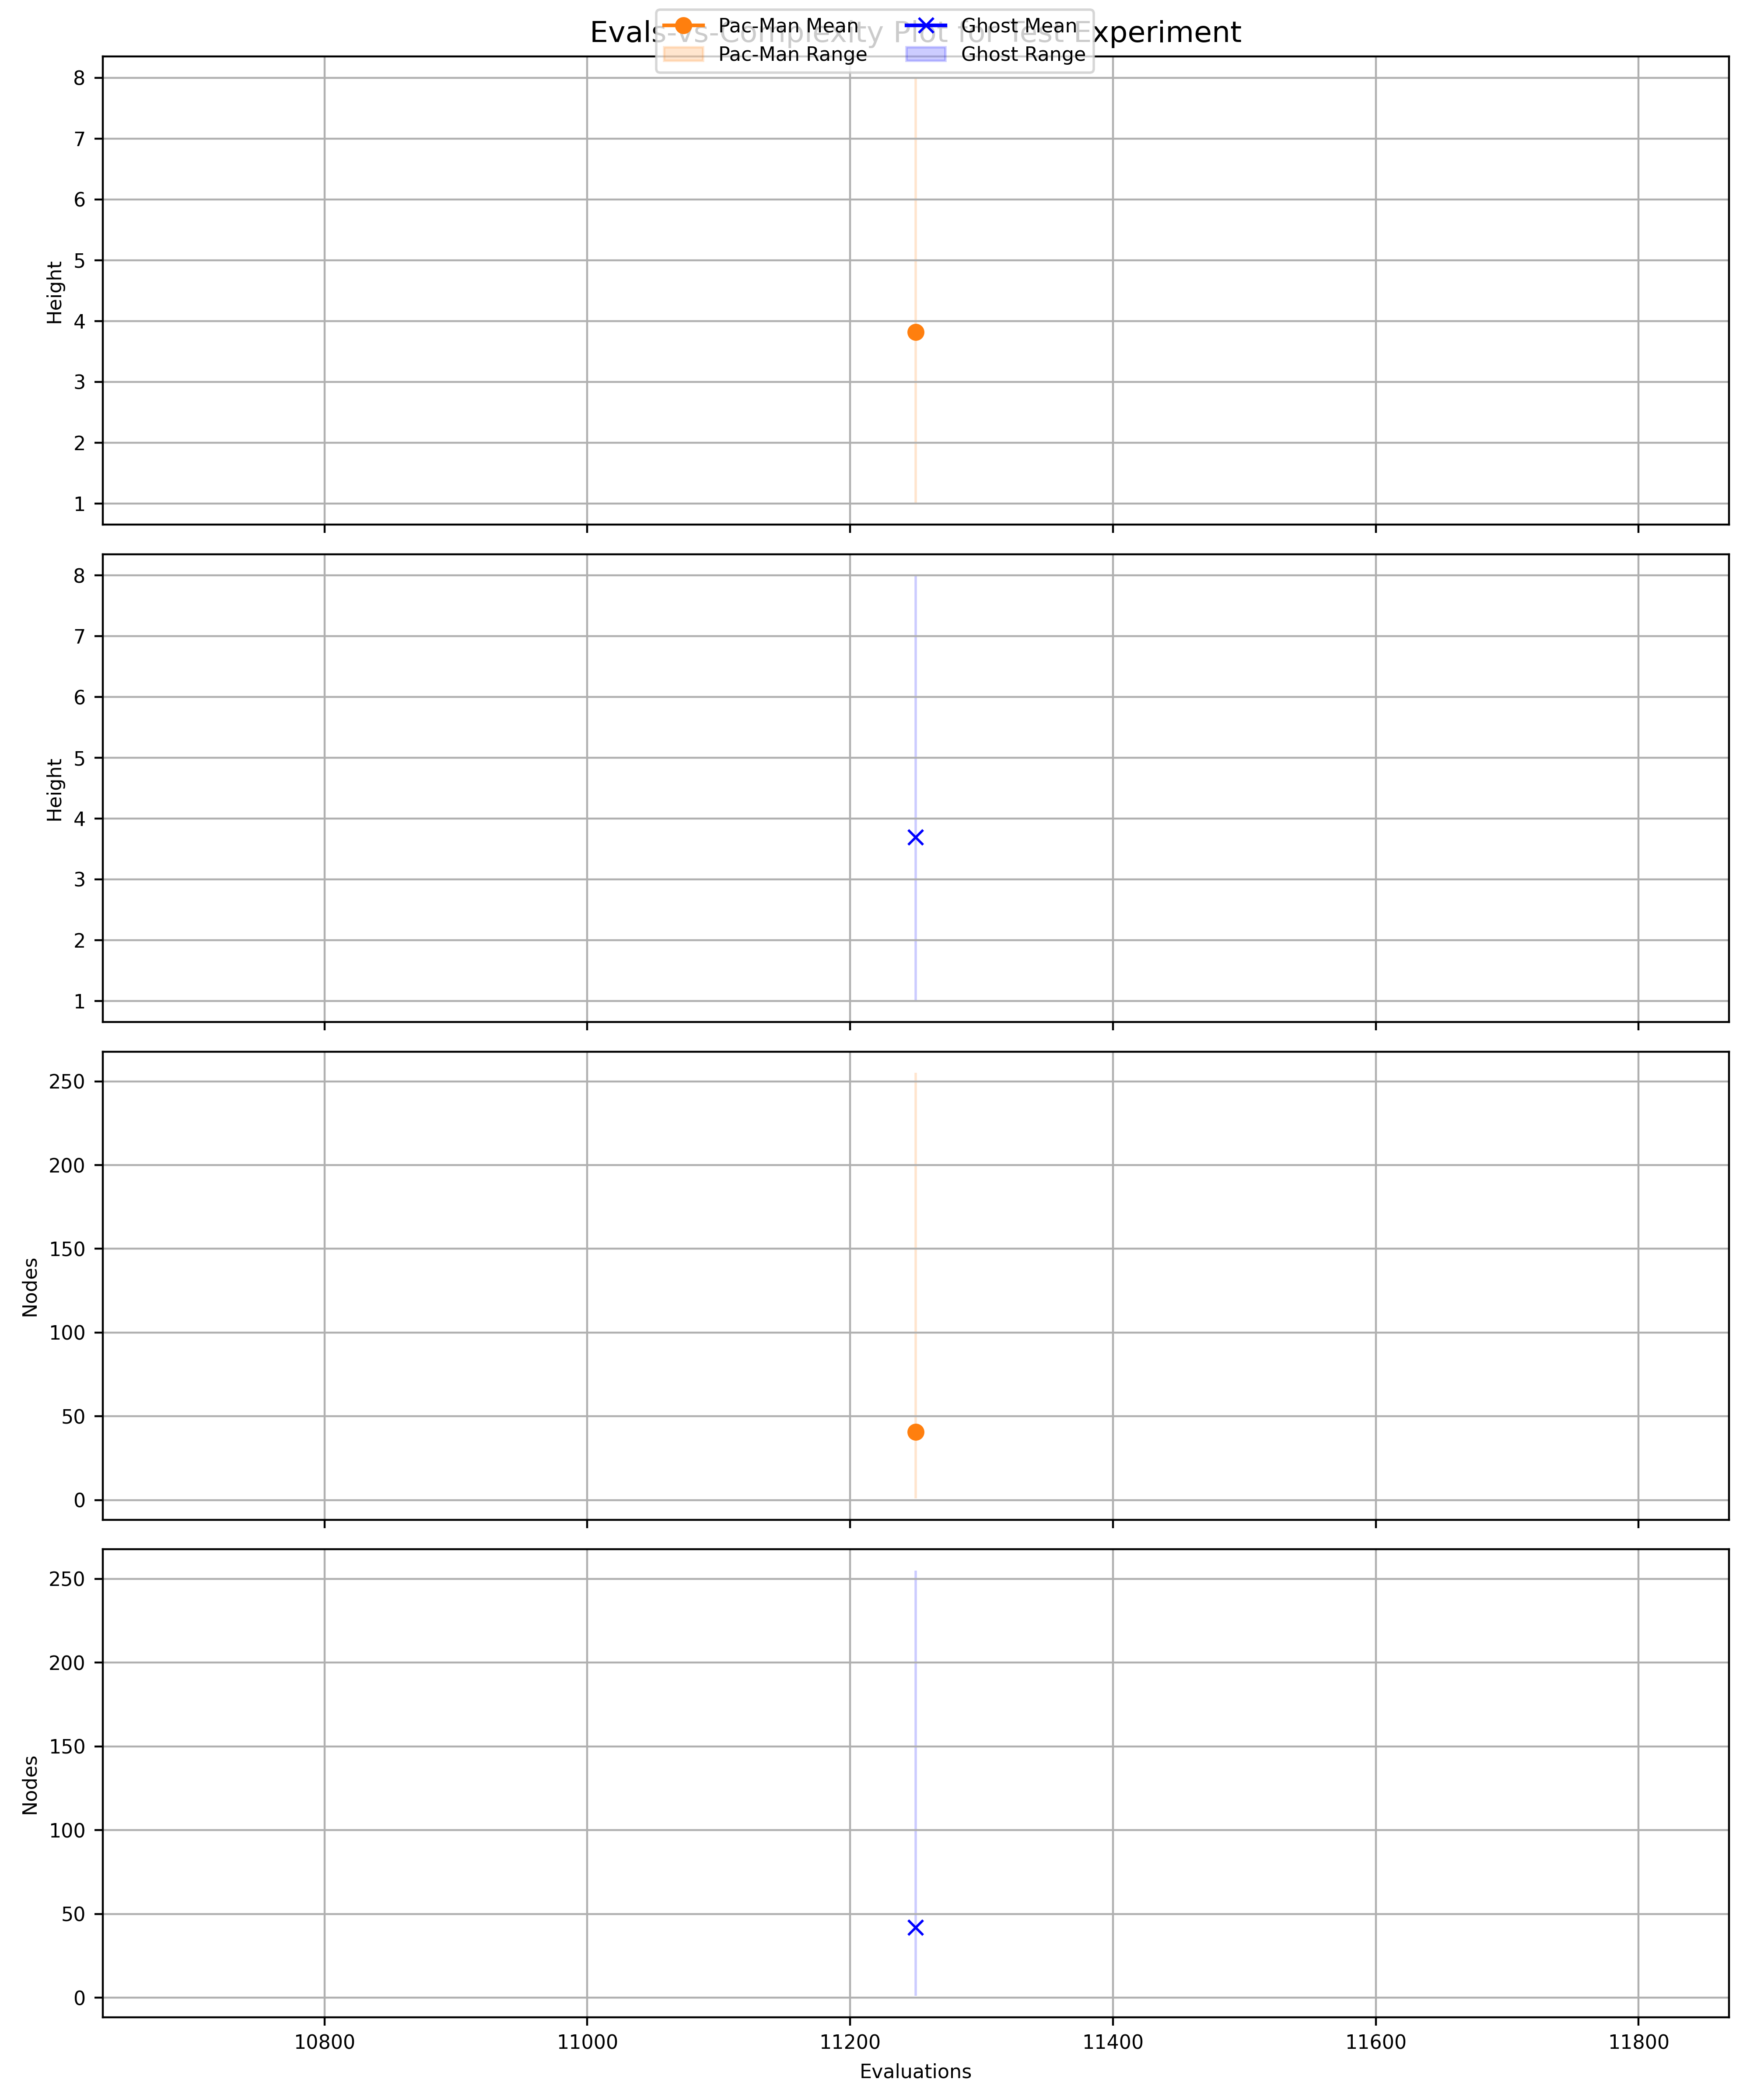 Evals-vs-Complexity Plot for Test Experiment
Pac-Man Mean
Pac-Man Range
Ghost Mean
Ghost Range
8
7
6
5
4
3
2
1
Height
8
7
6
5
4
3
2
1
Height
250
200
150
100
50
0
Nodes
250
200
150
100
50
0
Nodes
10800 11000 11200 11400 11600 11800
Evaluations